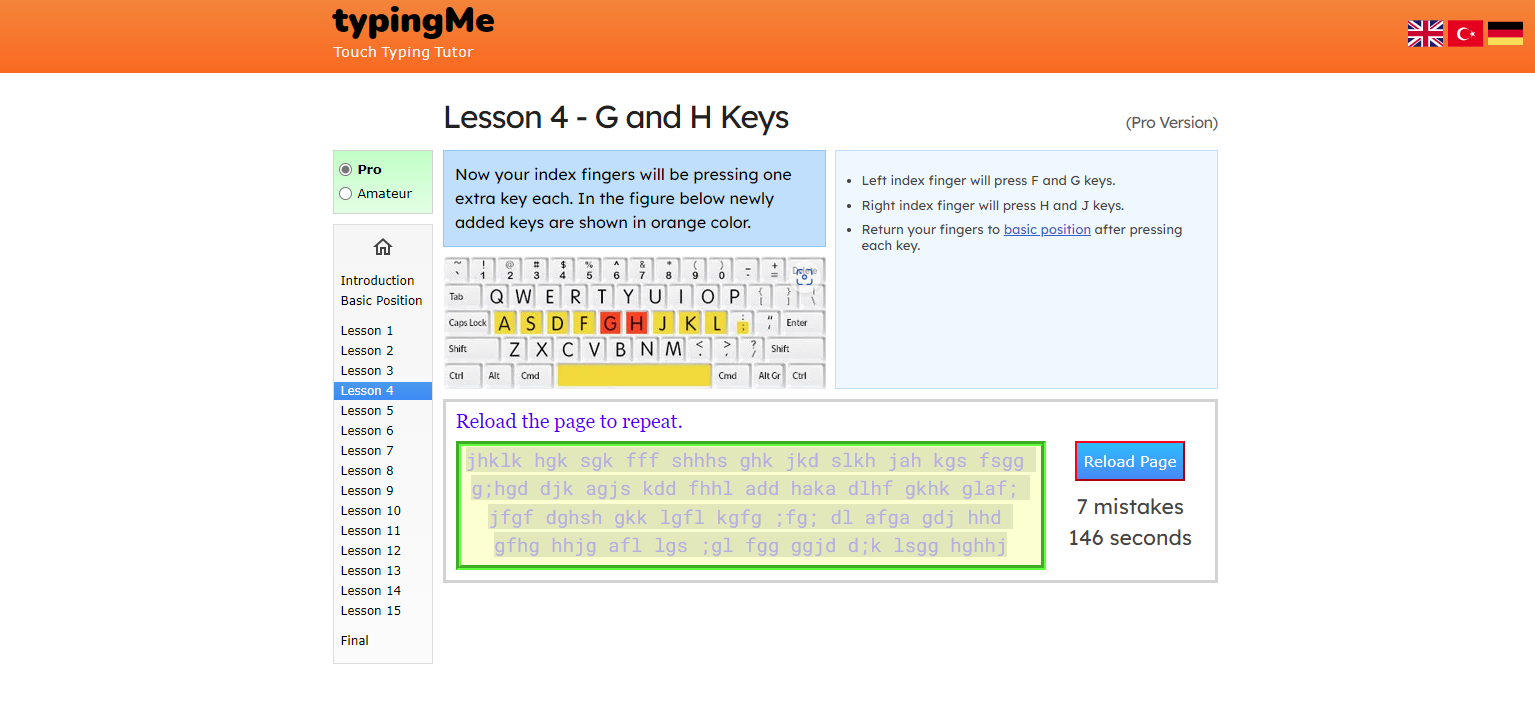 typingMe
Touch Typing Tutor
Lesson 4 - G and H Keys
(Pro Version)
Pro
Amateur
Introduction
Basic Position
Lesson 1
Lesson 2
Lesson 3
Lesson 4
Lesson 5
Lesson 6
Lesson 7
Lesson 8
Lesson 9
Lesson 10
Lesson 11
Lesson 12
Lesson 13
Lesson 14
Lesson 15
Final
Now your index fingers will be pressing one
extra key each. In the figure below newly
added keys are shown in orange color.
~ ! @ # $ % ^ & * ( ) _ +
` 1 2 3 4 5 6 7 8 9 0 - = Delete
Tab Q W E R T Y U I O P { [ } ] | \
Caps Lock A S D F G H J K L : ; " ' Enter
Shift Z X C V B N M < , > . ? / Shift
Ctrl Alt Cmd Cmd Alt Gr Ctrl
• Left index finger will press F and G keys.
• Right index finger will press H and J keys.
• Return your fingers to basic position after pressing
each key.
Reload the page to repeat.
jhklk hgk sgk fff shhhs ghk jkd slkh jah kgs fsgg
g;hgd djk agjs kdd fhhl add haka dlhf gkhk glaf;
jfgf dghsh gkk lgfl kgfg ;fg; dl afga gdj hhd
gfhg hhjg afl lgs ;gl fgg ggjd d;k lsgg hghhj
Reload Page
7 mistakes
146 seconds